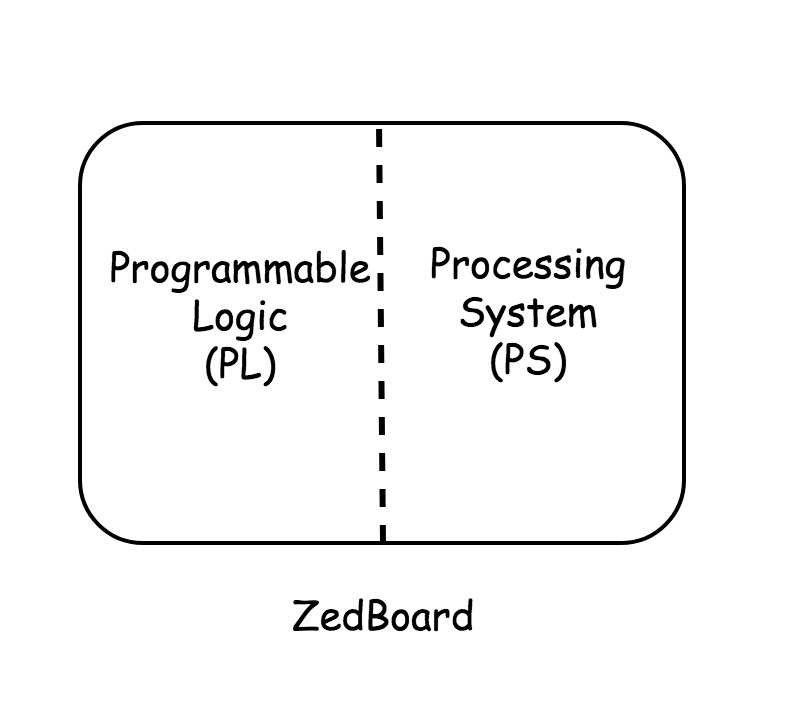 Programmable
Logic
(PL)
Processing
System
(PS)
ZedBoard